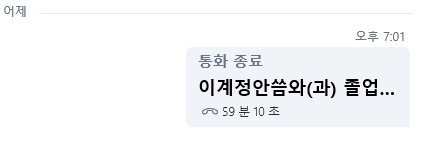 어제
오후 7:01
통화 종료
이계정안씀와(과) 졸업...
59 분 10 초